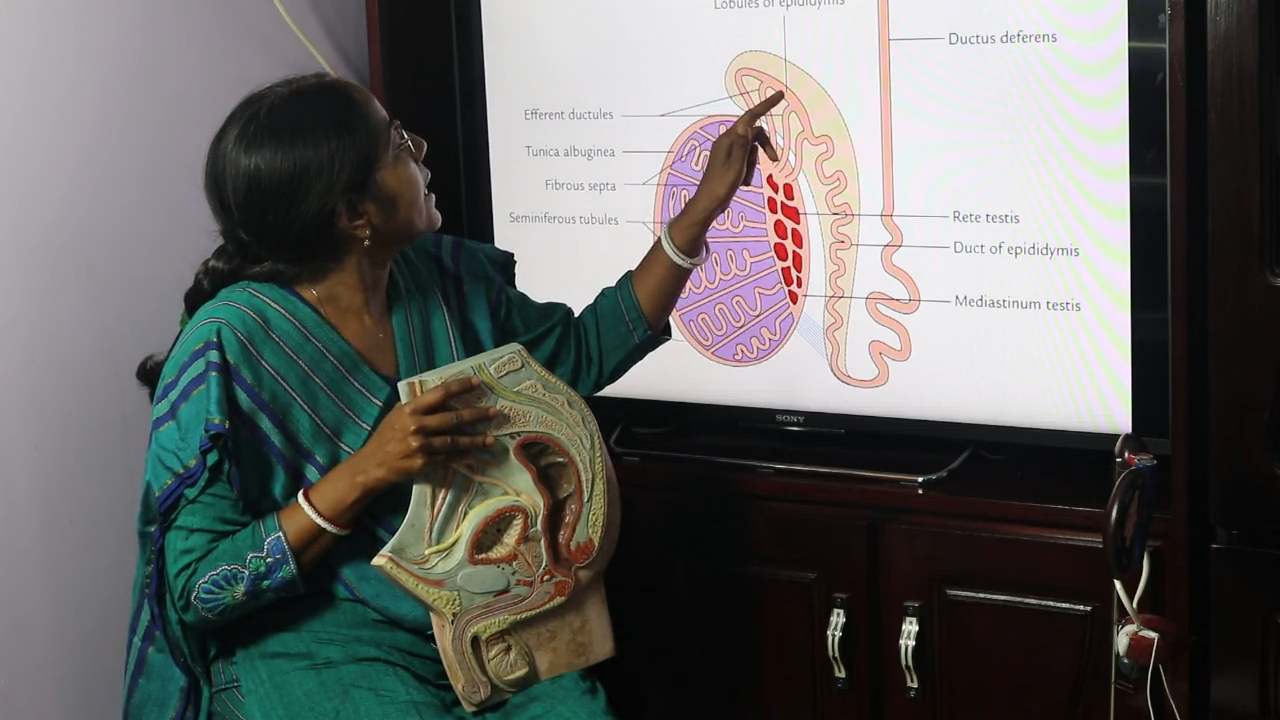 Lobules of epididymis
Ductus deferens
Efferent ductules
Tunica albuginea
Fibrous septa
Seminiferous tubules
Rete testis
Duct of epididymis
Mediastinum testis
SONY